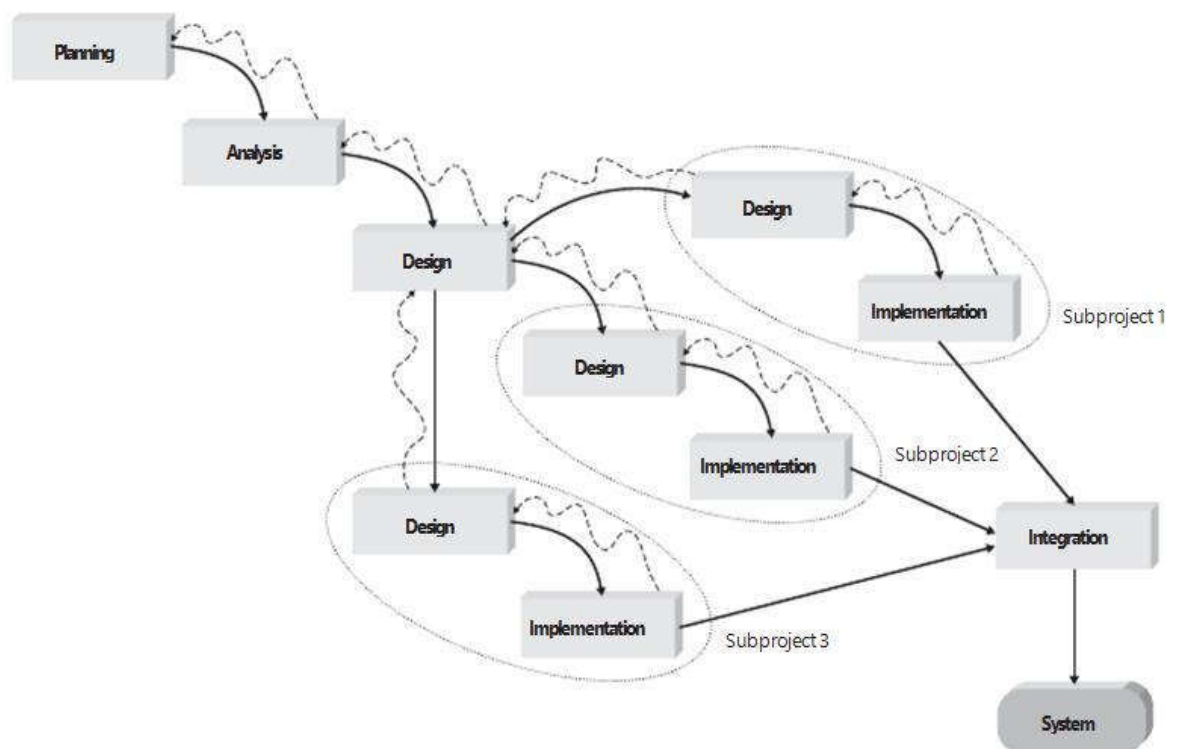 Planning
Analysis
Design
Design
Implementation
Subproject 1
Design
Implementation
Subproject 2
Design
Implementation
Subproject 3
Integration
System